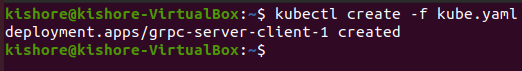 kishore@kishore-VirtualBox:~$ kubectl create -f kube.yaml
deployment.apps/grpc-server-client-1 created
kishore@kishore-VirtualBox:~$